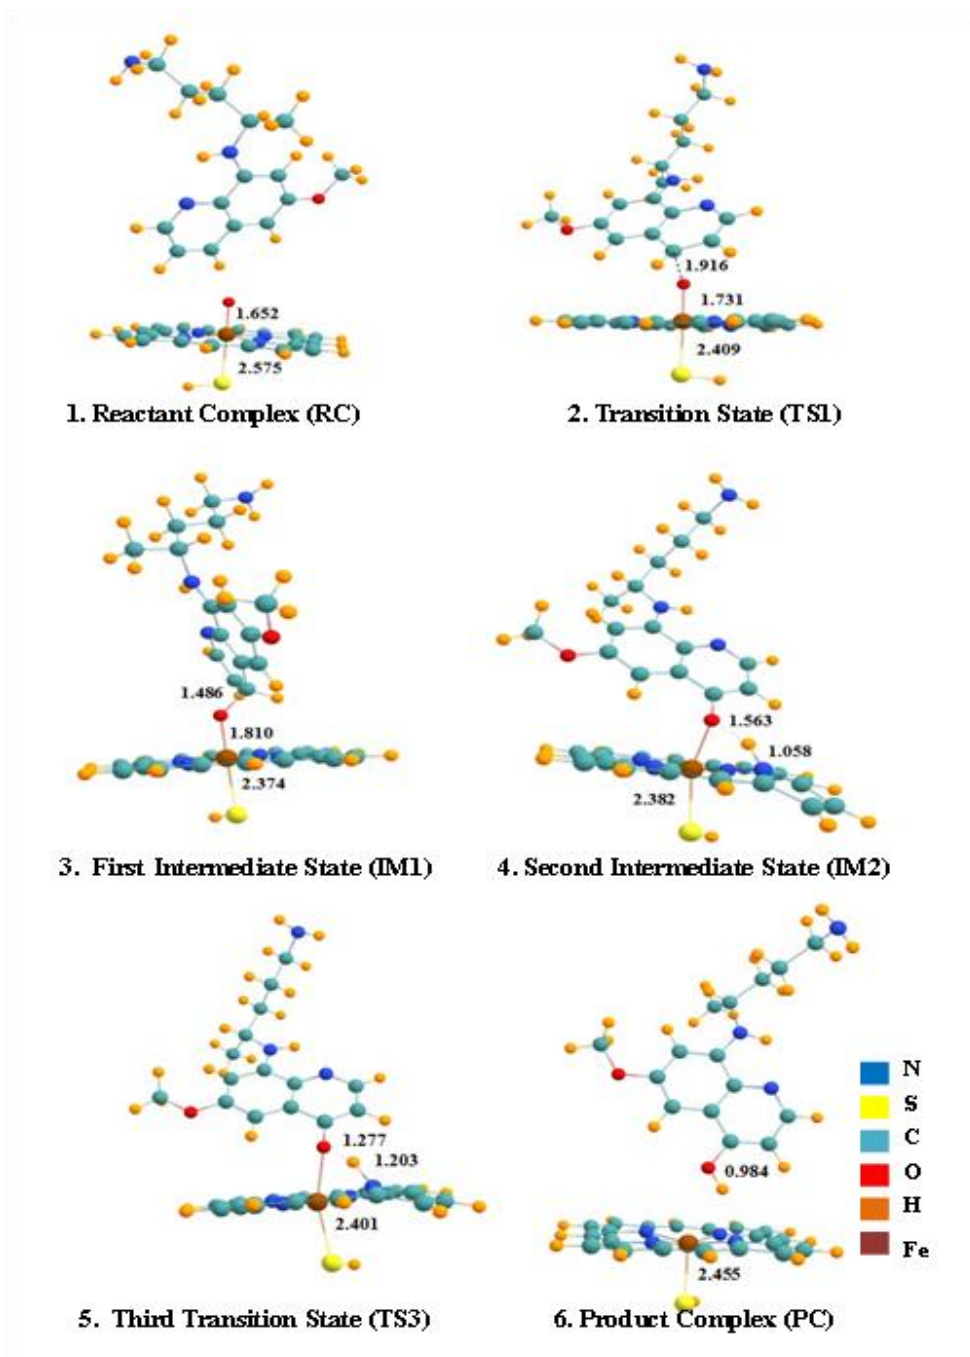 1.652
2.575
1. Reactant Complex (RC)
1.916
1.731
2.409
2. Transition State (TS1)
1.486
1.810
2.374
3. First Intermediate State (IM1)
1.563
1.058
2.382
4. Second Intermediate State (IM2)
1.277
1.203
2.401
5. Third Transition State (TS3)
0.984
2.455
6. Product Complex (PC)
N
S
C
O
H
Fe